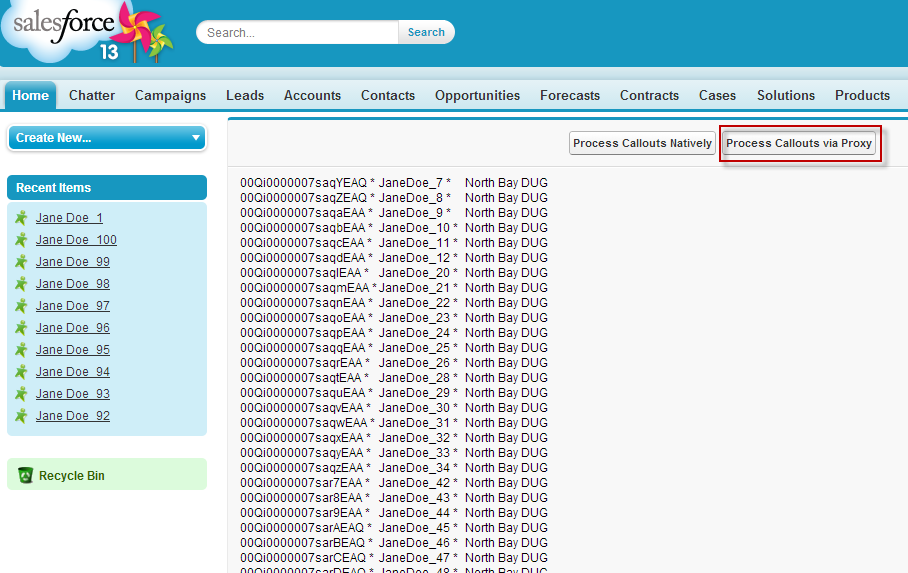 salesforce
13
Search...
Search
Home Chatter Campaigns Leads Accounts Contacts Opportunities Forecasts Contracts Cases Solutions Products
Create New...
Recent Items
Jane Doe_1
Jane Doe_100
Jane Doe_99
Jane Doe_98
Jane Doe_97
Jane Doe_96
Jane Doe_95
Jane Doe_94
Jane Doe_93
Jane Doe_92
Recycle Bin
Process Callouts Natively Process Callouts via Proxy
00Qi0000007saqYEAQ * JaneDoe_7 * North Bay DUG
00Qi0000007saqZEAQ * JaneDoe_8 * North Bay DUG
00Qi0000007saqaEAA * JaneDoe_9 * North Bay DUG
00Qi0000007saqbEAA * JaneDoe_10 * North Bay DUG
00Qi0000007saqcEAA * JaneDoe_11 * North Bay DUG
00Qi0000007saqdEAA * JaneDoe_12 * North Bay DUG
00Qi0000007saqlEAA * JaneDoe_20 * North Bay DUG
00Qi0000007saqmEAA * JaneDoe_21 * North Bay DUG
00Qi0000007saqnEAA * JaneDoe_22 * North Bay DUG
00Qi0000007saqoEAA * JaneDoe_23 * North Bay DUG
00Qi0000007saqpEAA * JaneDoe_24 * North Bay DUG
00Qi0000007saqqEAA * JaneDoe_25 * North Bay DUG
00Qi0000007saqrEAA * JaneDoe_26 * North Bay DUG
00Qi0000007saqtEAA * JaneDoe_28 * North Bay DUG
00Qi0000007saquEAA * JaneDoe_29 * North Bay DUG
00Qi0000007saqvEAA * JaneDoe_30 * North Bay DUG
00Qi0000007saqwEAA * JaneDoe_31 * North Bay DUG
00Qi0000007saqxEAA * JaneDoe_32 * North Bay DUG
00Qi0000007saqyEAA * JaneDoe_33 * North Bay DUG
00Qi0000007saqzEAA * JaneDoe_34 * North Bay DUG
00Qi0000007sar7EAA * JaneDoe_42 * North Bay DUG
00Qi0000007sar8EAA * JaneDoe_43 * North Bay DUG
00Qi0000007sar9EAA * JaneDoe_44 * North Bay DUG
00Qi0000007sarAEAQ * JaneDoe_45 * North Bay DUG
00Qi0000007sarBEAQ * JaneDoe_46 * North Bay DUG
00Qi0000007sarCEAQ * JaneDoe_47 * North Bay DUG
00Qi0000007sarDEAQ * JaneDoe_48 * North Bay DUG